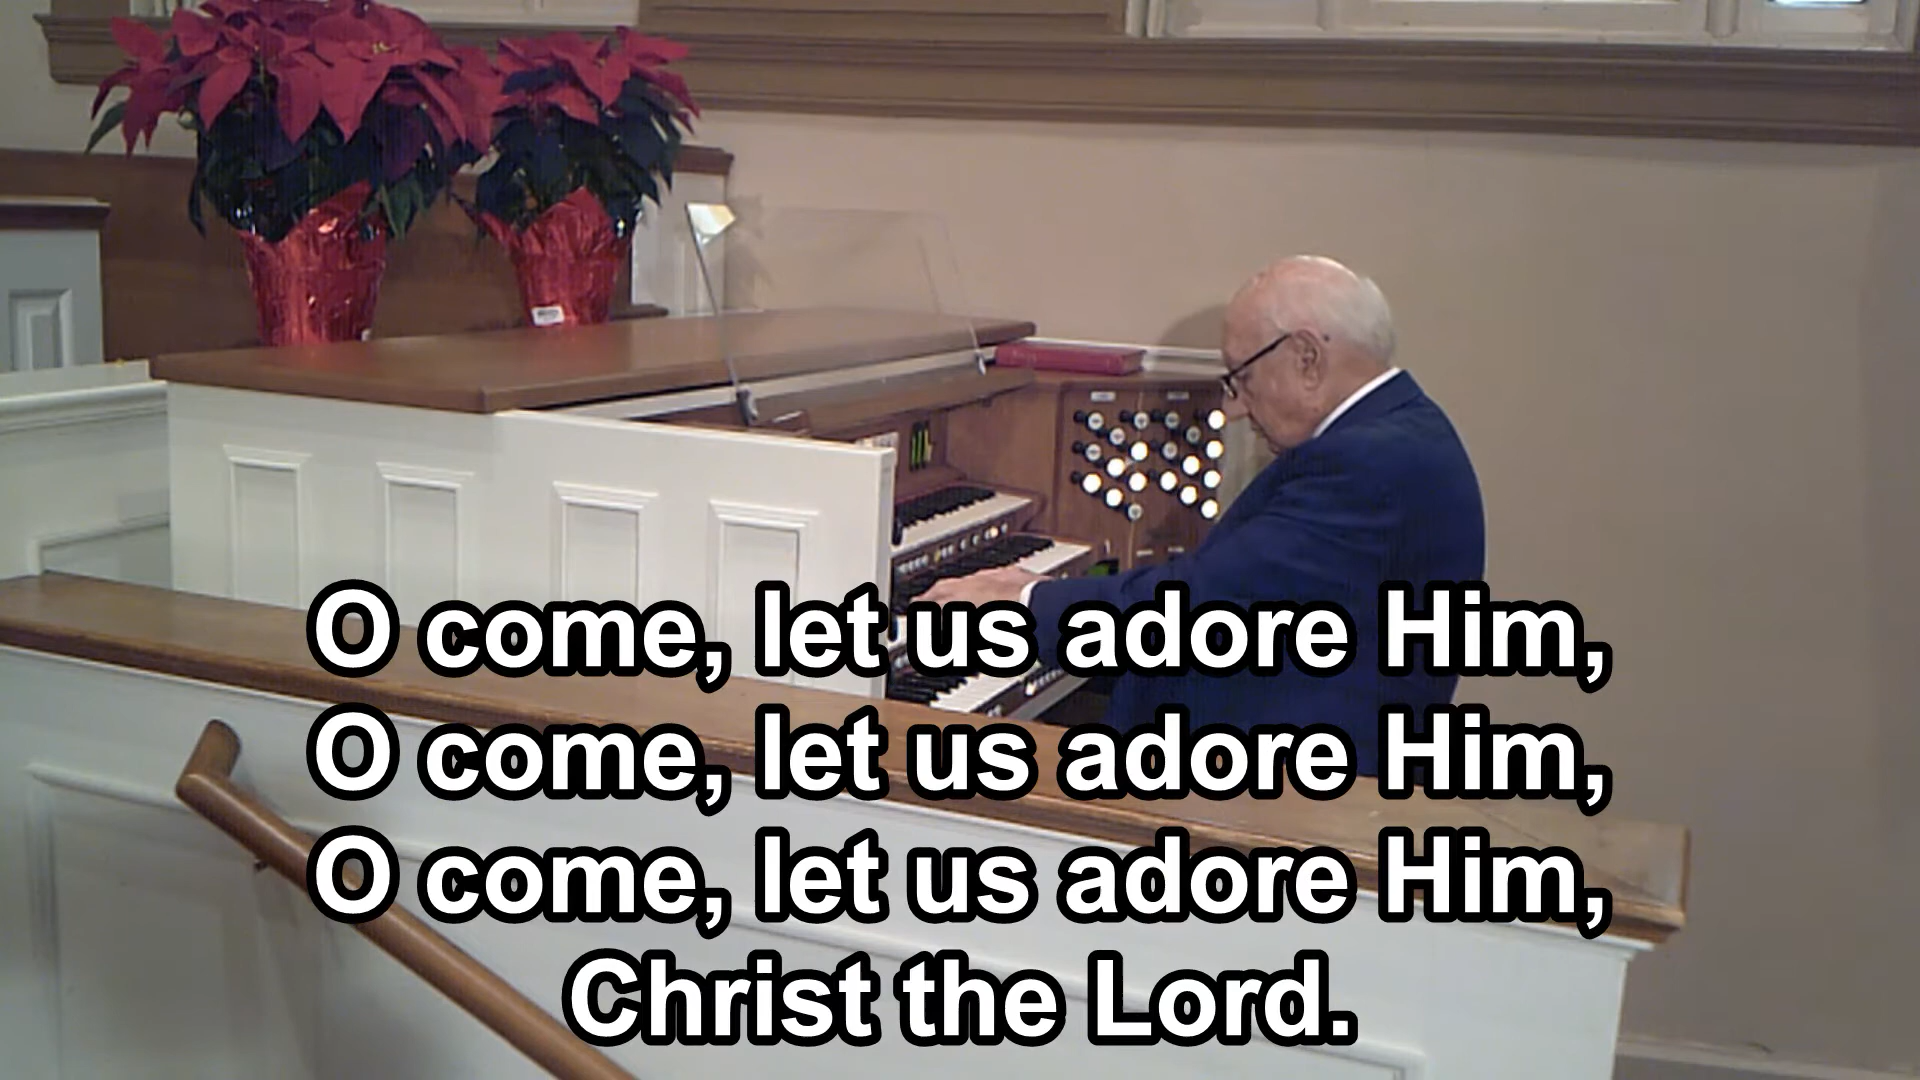 O come, let us adore Him,
O come, let us adore Him,
O come, let us adore Him,
Christ the Lord.